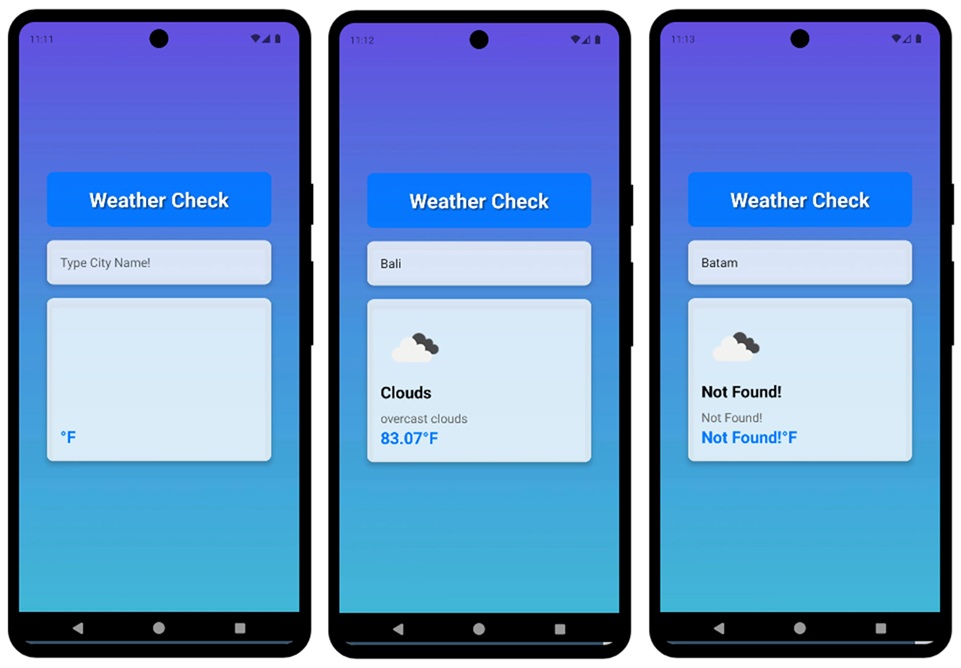 11:11
Weather Check
Type City Name!
°F
11:12
Weather Check
Bali
Clouds
overcast clouds
83.07°F
11:13
Weather Check
Batam
Not Found!
Not Found!
Not Found!°F